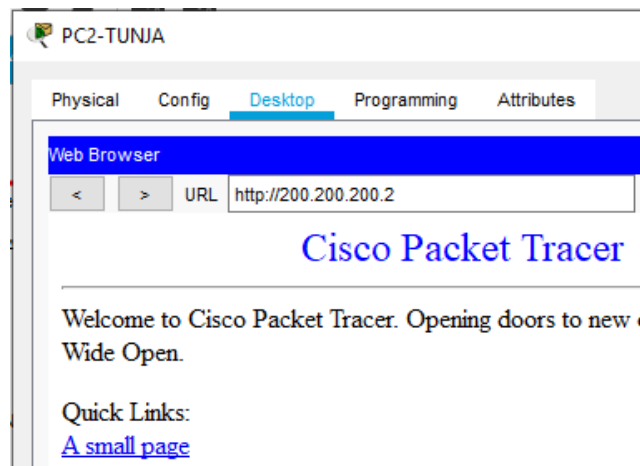 PC2-TUNJA
Physical Config Desktop Programming Attributes
Web Browser
< > URL http://200.200.200.2
Cisco Packet Tracer
Welcome to Cisco Packet Tracer. Opening doors to new
Wide Open.
Quick Links:
A small page